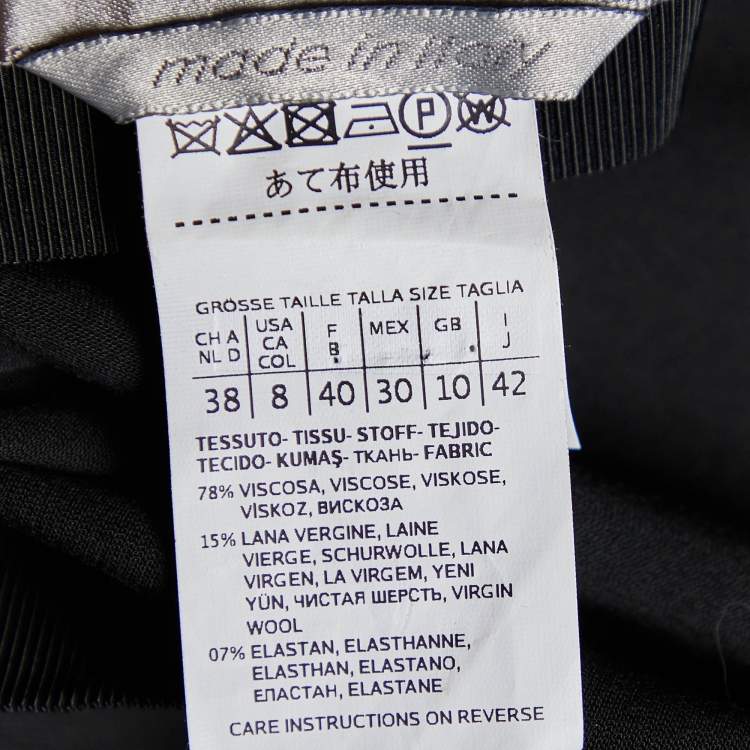 made in Italy
P W
あて布使用
GRÖSSE TAILLE TALLA SIZE TAGLIA
CH A NL D | USA CA COL | F B | MEX | GB | I J
38 | 8 | 40 | 30 | 10 | 42
TESSUTO- TISSU- STOFF- TEJIDO-
TECIDO- KUMAŞ- ТКАНЬ- FABRIC
78% VISCOSA, VISCOSE, VISKOSE,
VİSKOZ, ВИСКОЗА
15% LANA VERGINE, LAINE
VIERGE, SCHURWOLLE, LANA
VIRGEN, LA VIRGEM, YENI
YÜN, ЧИСТАЯ ШЕРСТЬ, VIRGIN
WOOL
07% ELASTAN, ELASTHANNE,
ELASTHAN, ELASTANO,
ЕЛАСТАН, ELASTANE
CARE INSTRUCTIONS ON REVERSE